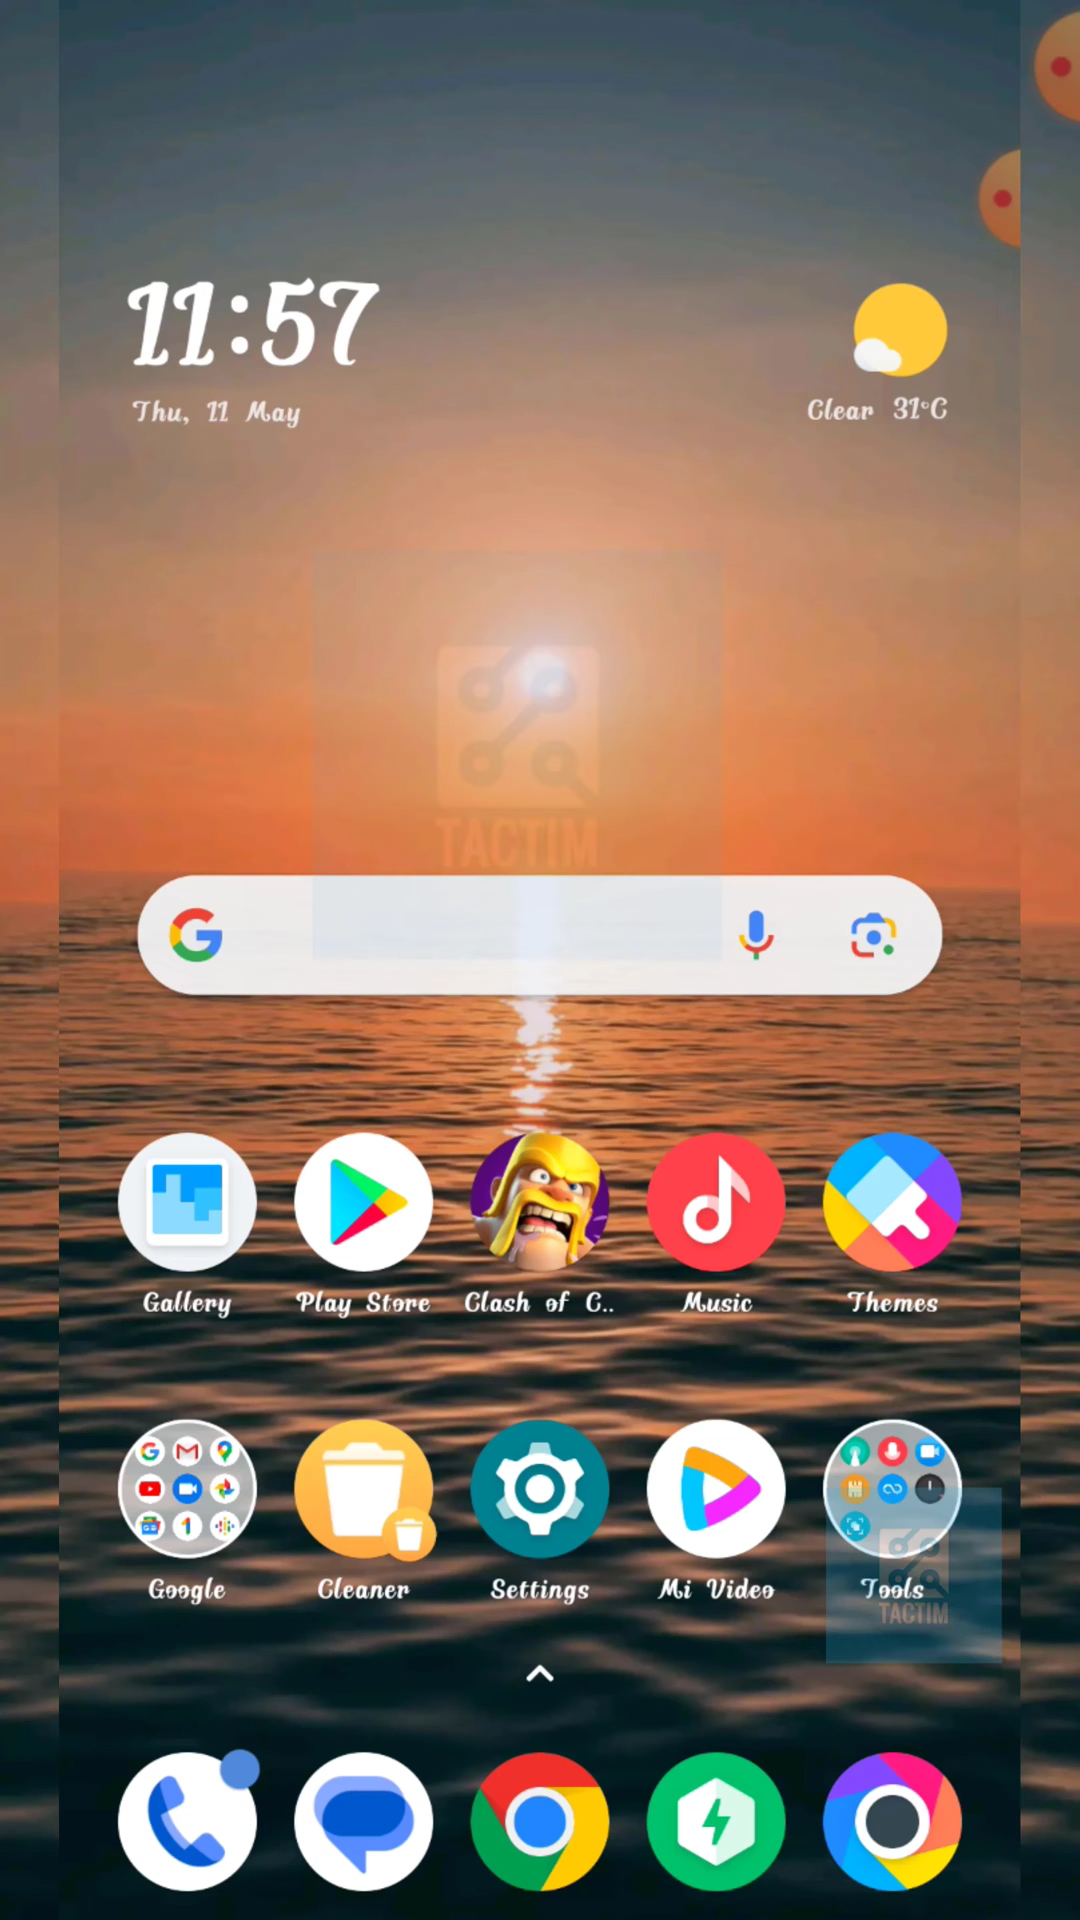 11:57
Thu, 11 May
Clear 31°C
TACTIM
Gallery
Play Store
Clash of C..
Music
Themes
Google
Cleaner
Settings
Mi Video
Tools
TACTIM